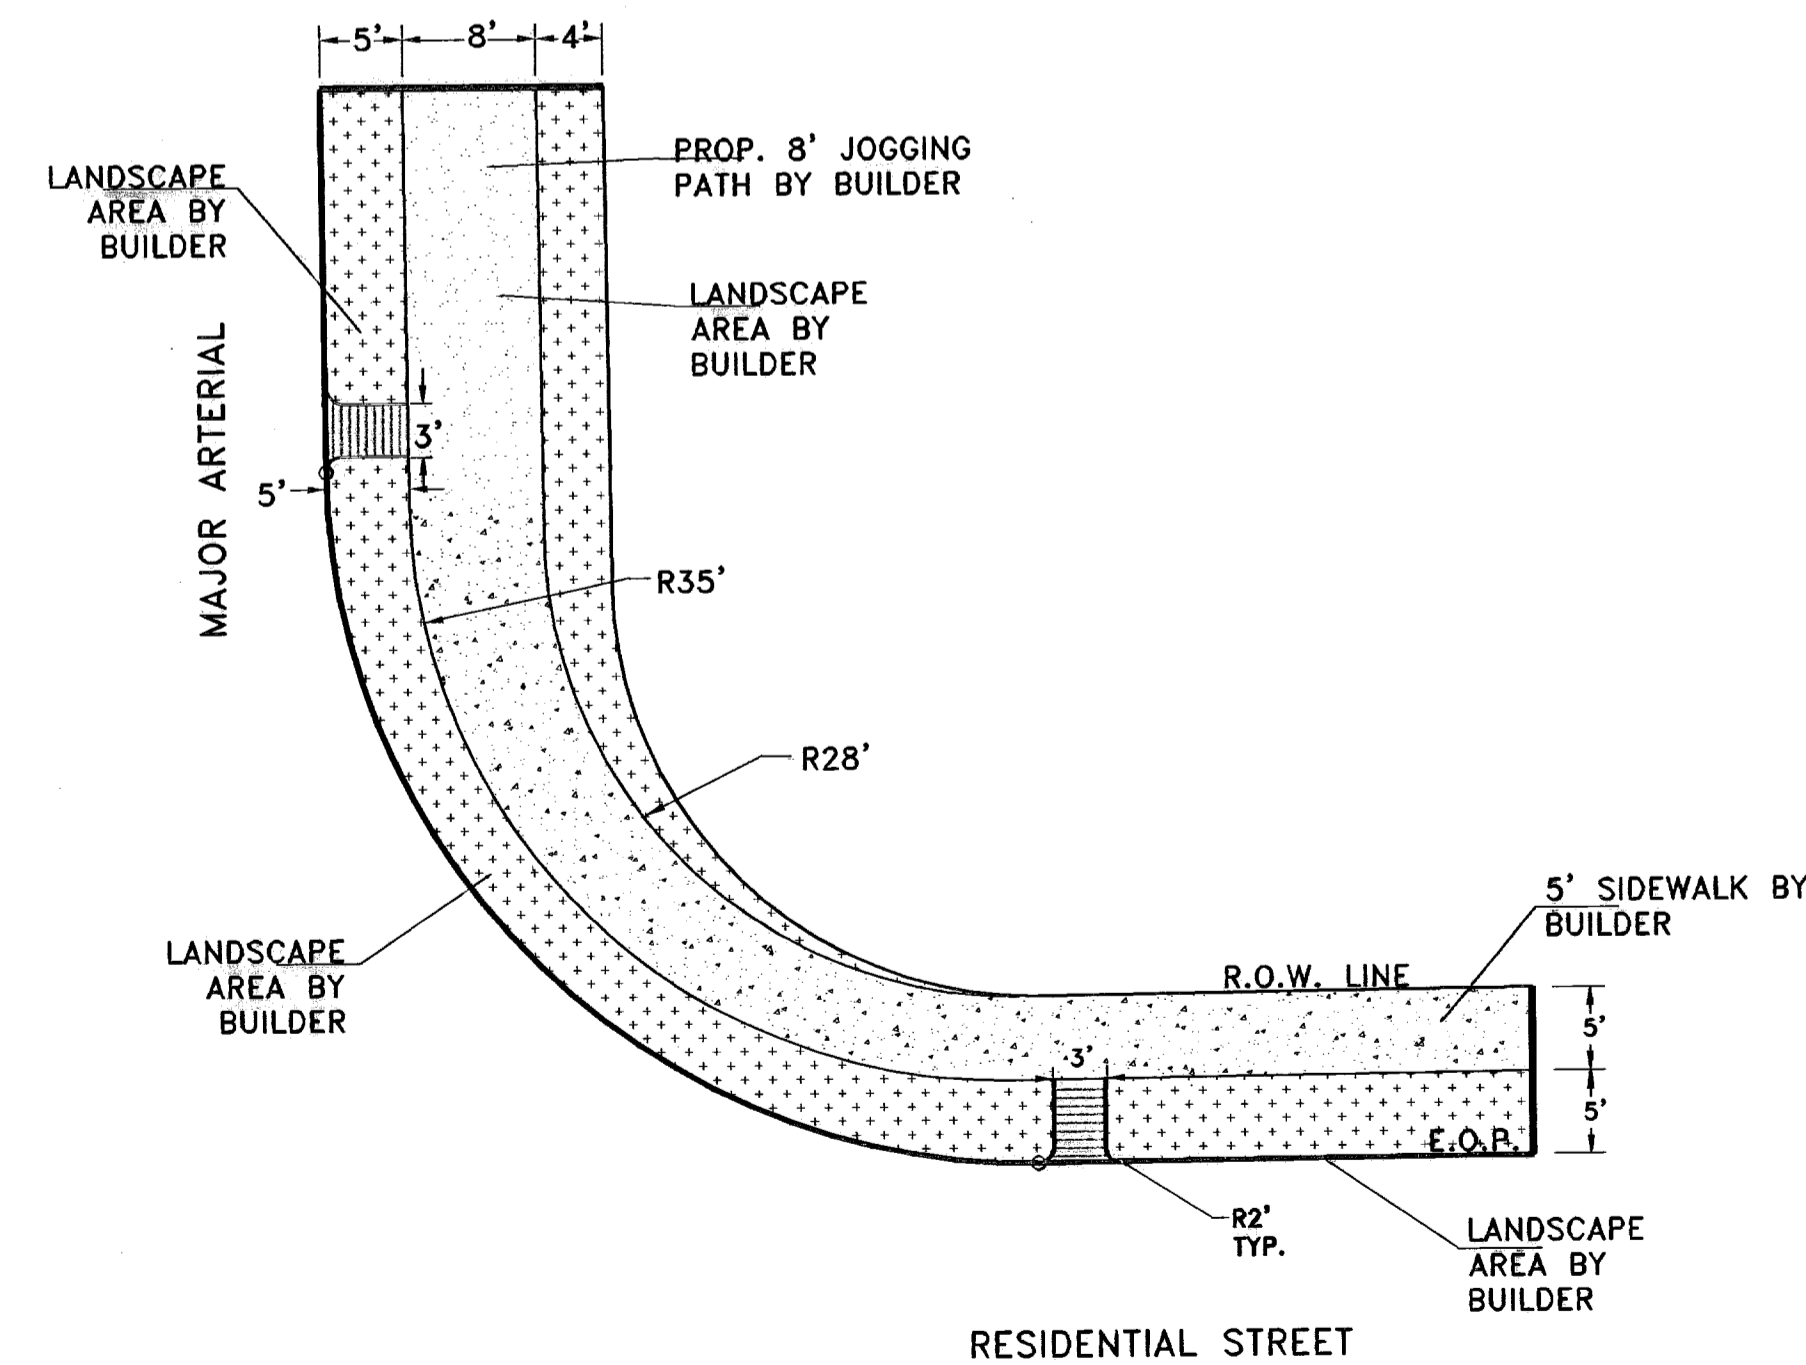 5' 8' 4'
PROP. 8' JOGGING
PATH BY BUILDER
LANDSCAPE
AREA BY
BUILDER
LANDSCAPE
AREA BY
BUILDER
MAJOR ARTERIAL
3'
5'
R35'
R28'
5' SIDEWALK BY
BUILDER
LANDSCAPE
AREA BY
BUILDER
R.O.W. LINE
5'
3'
5'
E.O.P.
R2'
TYP.
LANDSCAPE
AREA BY
BUILDER
RESIDENTIAL STREET